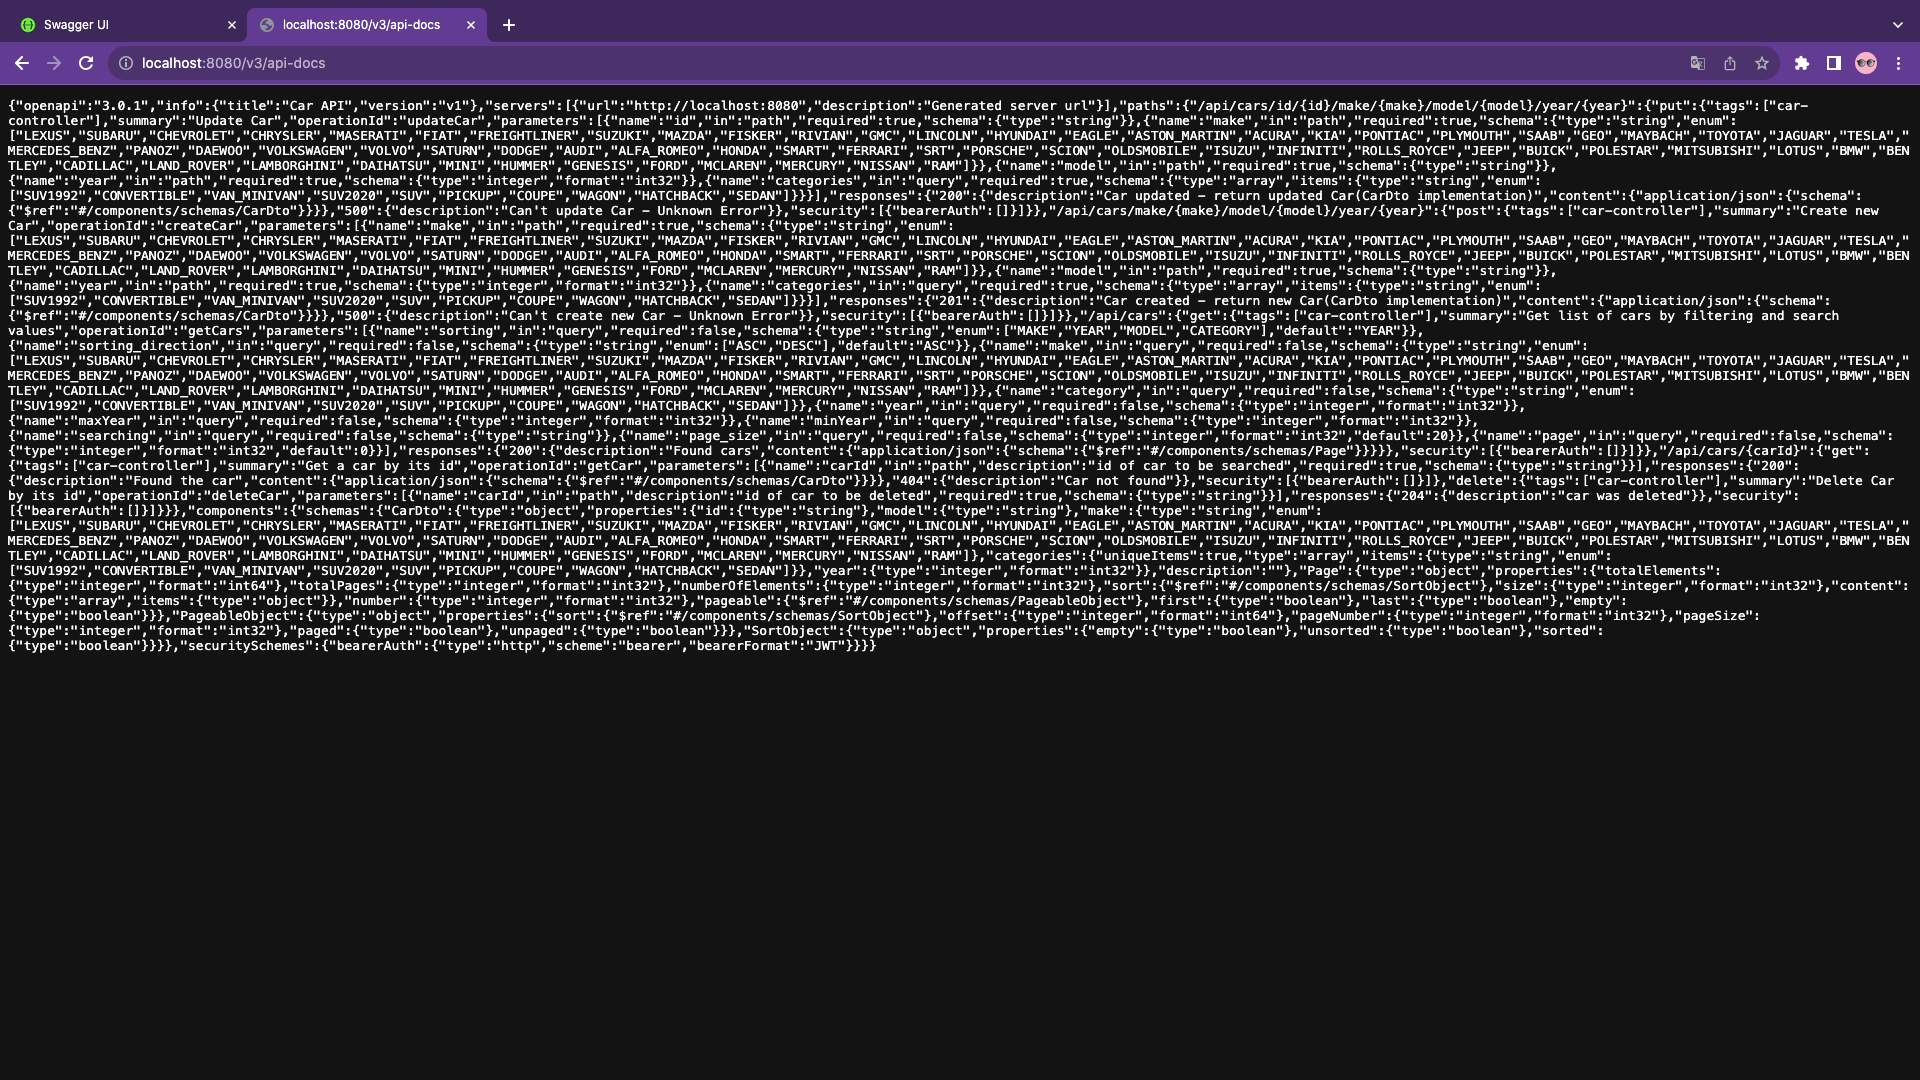 Swagger UI
localhost:8080/v3/api-docs
localhost:8080/v3/api-docs
{"openapi":"3.0.1","info":{"title":"Car API","version":"v1"},"servers":[{"url":"http://localhost:8080","description":"Generated server url"}],"paths":{"/api/cars/id/{id}/make/{make}/model/{model}/year/{year}":{"put":{"tags":["car-
controller"],"summary":"Update Car","operationId":"updateCar","parameters":[{"name":"id","in":"path","required":true,"schema":{"type":"string"}},{"name":"make","in":"path","required":true,"schema":{"type":"string","enum":
["LEXUS","SUBARU","CHEVROLET","CHRYSLER","MASERATI","FIAT","FREIGHTLINER","SUZUKI","MAZDA","FISKER","RIVIAN","GMC","LINCOLN","HYUNDAI","EAGLE","ASTON_MARTIN","ACURA","KIA","PONTIAC","PLYMOUTH","SAAB","GEO","MAYBACH","TOYOTA","JAGUAR","TESLA","
MERCEDES_BENZ","PANOZ","DAEWOO","VOLKSWAGEN","VOLVO","SATURN","DODGE","AUDI","ALFA_ROMEO","HONDA","SMART","FERRARI","SRT","PORSCHE","SCION","OLDSMOBILE","ISUZU","INFINITI","ROLLS_ROYCE","JEEP","BUICK","POLESTAR","MITSUBISHI","LOTUS","BMW","BEN
TLEY","CADILLAC","LAND_ROVER","LAMBORGHINI","DAIHATSU","MINI","HUMMER","GENESIS","FORD","MCLAREN","MERCURY","NISSAN","RAM"]}},{"name":"model","in":"path","required":true,"schema":{"type":"string"}},
{"name":"year","in":"path","required":true,"schema":{"type":"integer","format":"int32"}},{"name":"categories","in":"query","required":true,"schema":{"type":"array","items":{"type":"string","enum":
["SUV1992","CONVERTIBLE","VAN_MINIVAN","SUV2020","SUV","PICKUP","COUPE","WAGON","HATCHBACK","SEDAN"]}}}],"responses":{"200":{"description":"Car updated – return updated Car(CarDto implementation)","content":{"application/json":{"schema":
{"$ref":"#/components/schemas/CarDto"}}}},"500":{"description":"Can't update Car – Unknown Error"}},"security":[{"bearerAuth":[]}]}},"/api/cars/make/{make}/model/{model}/year/{year}":{"post":{"tags":["car-controller"],"summary":"Create new
Car","operationId":"createCar","parameters":[{"name":"make","in":"path","required":true,"schema":{"type":"string","enum":
["LEXUS","SUBARU","CHEVROLET","CHRYSLER","MASERATI","FIAT","FREIGHTLINER","SUZUKI","MAZDA","FISKER","RIVIAN","GMC","LINCOLN","HYUNDAI","EAGLE","ASTON_MARTIN","ACURA","KIA","PONTIAC","PLYMOUTH","SAAB","GEO","MAYBACH","TOYOTA","JAGUAR","TESLA","
MERCEDES_BENZ","PANOZ","DAEWOO","VOLKSWAGEN","VOLVO","SATURN","DODGE","AUDI","ALFA_ROMEO","HONDA","SMART","FERRARI","SRT","PORSCHE","SCION","OLDSMOBILE","ISUZU","INFINITI","ROLLS_ROYCE","JEEP","BUICK","POLESTAR","MITSUBISHI","LOTUS","BMW","BEN
TLEY","CADILLAC","LAND_ROVER","LAMBORGHINI","DAIHATSU","MINI","HUMMER","GENESIS","FORD","MCLAREN","MERCURY","NISSAN","RAM"]}},{"name":"model","in":"path","required":true,"schema":{"type":"string"}},
{"name":"year","in":"path","required":true,"schema":{"type":"integer","format":"int32"}},{"name":"categories","in":"query","required":true,"schema":{"type":"array","items":{"type":"string","enum":
["SUV1992","CONVERTIBLE","VAN_MINIVAN","SUV2020","SUV","PICKUP","COUPE","WAGON","HATCHBACK","SEDAN"]}}}],"responses":{"201":{"description":"Car created – return new Car(CarDto implementation)","content":{"application/json":{"schema":
{"$ref":"#/components/schemas/CarDto"}}}},"500":{"description":"Can't create new Car – Unknown Error"}},"security":[{"bearerAuth":[]}]}},"/api/cars":{"get":{"tags":["car-controller"],"summary":"Get list of cars by filtering and search
values","operationId":"getCars","parameters":[{"name":"sorting","in":"query","required":false,"schema":{"type":"string","enum":["MAKE","YEAR","MODEL","CATEGORY"],"default":"YEAR"}},
{"name":"sorting_direction","in":"query","required":false,"schema":{"type":"string","enum":["ASC","DESC"],"default":"ASC"}},{"name":"make","in":"query","required":false,"schema":{"type":"string","enum":
["LEXUS","SUBARU","CHEVROLET","CHRYSLER","MASERATI","FIAT","FREIGHTLINER","SUZUKI","MAZDA","FISKER","RIVIAN","GMC","LINCOLN","HYUNDAI","EAGLE","ASTON_MARTIN","ACURA","KIA","PONTIAC","PLYMOUTH","SAAB","GEO","MAYBACH","TOYOTA","JAGUAR","TESLA","
MERCEDES_BENZ","PANOZ","DAEWOO","VOLKSWAGEN","VOLVO","SATURN","DODGE","AUDI","ALFA_ROMEO","HONDA","SMART","FERRARI","SRT","PORSCHE","SCION","OLDSMOBILE","ISUZU","INFINITI","ROLLS_ROYCE","JEEP","BUICK","POLESTAR","MITSUBISHI","LOTUS","BMW","BEN
TLEY","CADILLAC","LAND_ROVER","LAMBORGHINI","DAIHATSU","MINI","HUMMER","GENESIS","FORD","MCLAREN","MERCURY","NISSAN","RAM"]}},{"name":"category","in":"query","required":false,"schema":{"type":"string","enum":
["SUV1992","CONVERTIBLE","VAN_MINIVAN","SUV2020","SUV","PICKUP","COUPE","WAGON","HATCHBACK","SEDAN"]}},{"name":"year","in":"query","required":false,"schema":{"type":"integer","format":"int32"}},
{"name":"maxYear","in":"query","required":false,"schema":{"type":"integer","format":"int32"}},{"name":"minYear","in":"query","required":false,"schema":{"type":"integer","format":"int32"}},
{"name":"searching","in":"query","required":false,"schema":{"type":"string"}},{"name":"page_size","in":"query","required":false,"schema":{"type":"integer","format":"int32","default":20}},{"name":"page","in":"query","required":false,"schema":
{"type":"integer","format":"int32","default":0}}],"responses":{"200":{"description":"Found cars","content":{"application/json":{"schema":{"$ref":"#/components/schemas/Page"}}}}},"security":[{"bearerAuth":[]}]}},"/api/cars/{carId}":{"get":
{"tags":["car-controller"],"summary":"Get a car by its id","operationId":"getCar","parameters":[{"name":"carId","in":"path","description":"id of car to be searched","required":true,"schema":{"type":"string"}}],"responses":{"200":
{"description":"Found the car","content":{"application/json":{"schema":{"$ref":"#/components/schemas/CarDto"}}}},"404":{"description":"Car not found"}},"security":[{"bearerAuth":[]}]},"delete":{"tags":["car-controller"],"summary":"Delete Car
by its id","operationId":"deleteCar","parameters":[{"name":"carId","in":"path","description":"id of car to be deleted","required":true,"schema":{"type":"string"}}],"responses":{"204":{"description":"car was deleted"}},"security":
[{"bearerAuth":[]}]}}},"components":{"schemas":{"CarDto":{"type":"object","properties":{"id":{"type":"string"},"model":{"type":"string"},"make":{"type":"string","enum":
["LEXUS","SUBARU","CHEVROLET","CHRYSLER","MASERATI","FIAT","FREIGHTLINER","SUZUKI","MAZDA","FISKER","RIVIAN","GMC","LINCOLN","HYUNDAI","EAGLE","ASTON_MARTIN","ACURA","KIA","PONTIAC","PLYMOUTH","SAAB","GEO","MAYBACH","TOYOTA","JAGUAR","TESLA","
MERCEDES_BENZ","PANOZ","DAEWOO","VOLKSWAGEN","VOLVO","SATURN","DODGE","AUDI","ALFA_ROMEO","HONDA","SMART","FERRARI","SRT","PORSCHE","SCION","OLDSMOBILE","ISUZU","INFINITI","ROLLS_ROYCE","JEEP","BUICK","POLESTAR","MITSUBISHI","LOTUS","BMW","BEN
TLEY","CADILLAC","LAND_ROVER","LAMBORGHINI","DAIHATSU","MINI","HUMMER","GENESIS","FORD","MCLAREN","MERCURY","NISSAN","RAM"]},"categories":{"uniqueItems":true,"type":"array","items":{"type":"string","enum":
["SUV1992","CONVERTIBLE","VAN_MINIVAN","SUV2020","SUV","PICKUP","COUPE","WAGON","HATCHBACK","SEDAN"]}},"year":{"type":"integer","format":"int32"}},"description":""},"Page":{"type":"object","properties":{"totalElements":
{"type":"integer","format":"int64"},"totalPages":{"type":"integer","format":"int32"},"numberOfElements":{"type":"integer","format":"int32"},"sort":{"$ref":"#/components/schemas/SortObject"},"size":{"type":"integer","format":"int32"},"content":
{"type":"array","items":{"type":"object"}},"number":{"type":"integer","format":"int32"},"pageable":{"$ref":"#/components/schemas/PageableObject"},"first":{"type":"boolean"},"last":{"type":"boolean"},"empty":
{"type":"boolean"}}},"PageableObject":{"type":"object","properties":{"sort":{"$ref":"#/components/schemas/SortObject"},"offset":{"type":"integer","format":"int64"},"pageNumber":{"type":"integer","format":"int32"},"pageSize":
{"type":"integer","format":"int32"},"paged":{"type":"boolean"},"unpaged":{"type":"boolean"}}},"SortObject":{"type":"object","properties":{"empty":{"type":"boolean"},"unsorted":{"type":"boolean"},"sorted":
{"type":"boolean"}}}},"securitySchemes":{"bearerAuth":{"type":"http","scheme":"bearer","bearerFormat":"JWT"}}}}